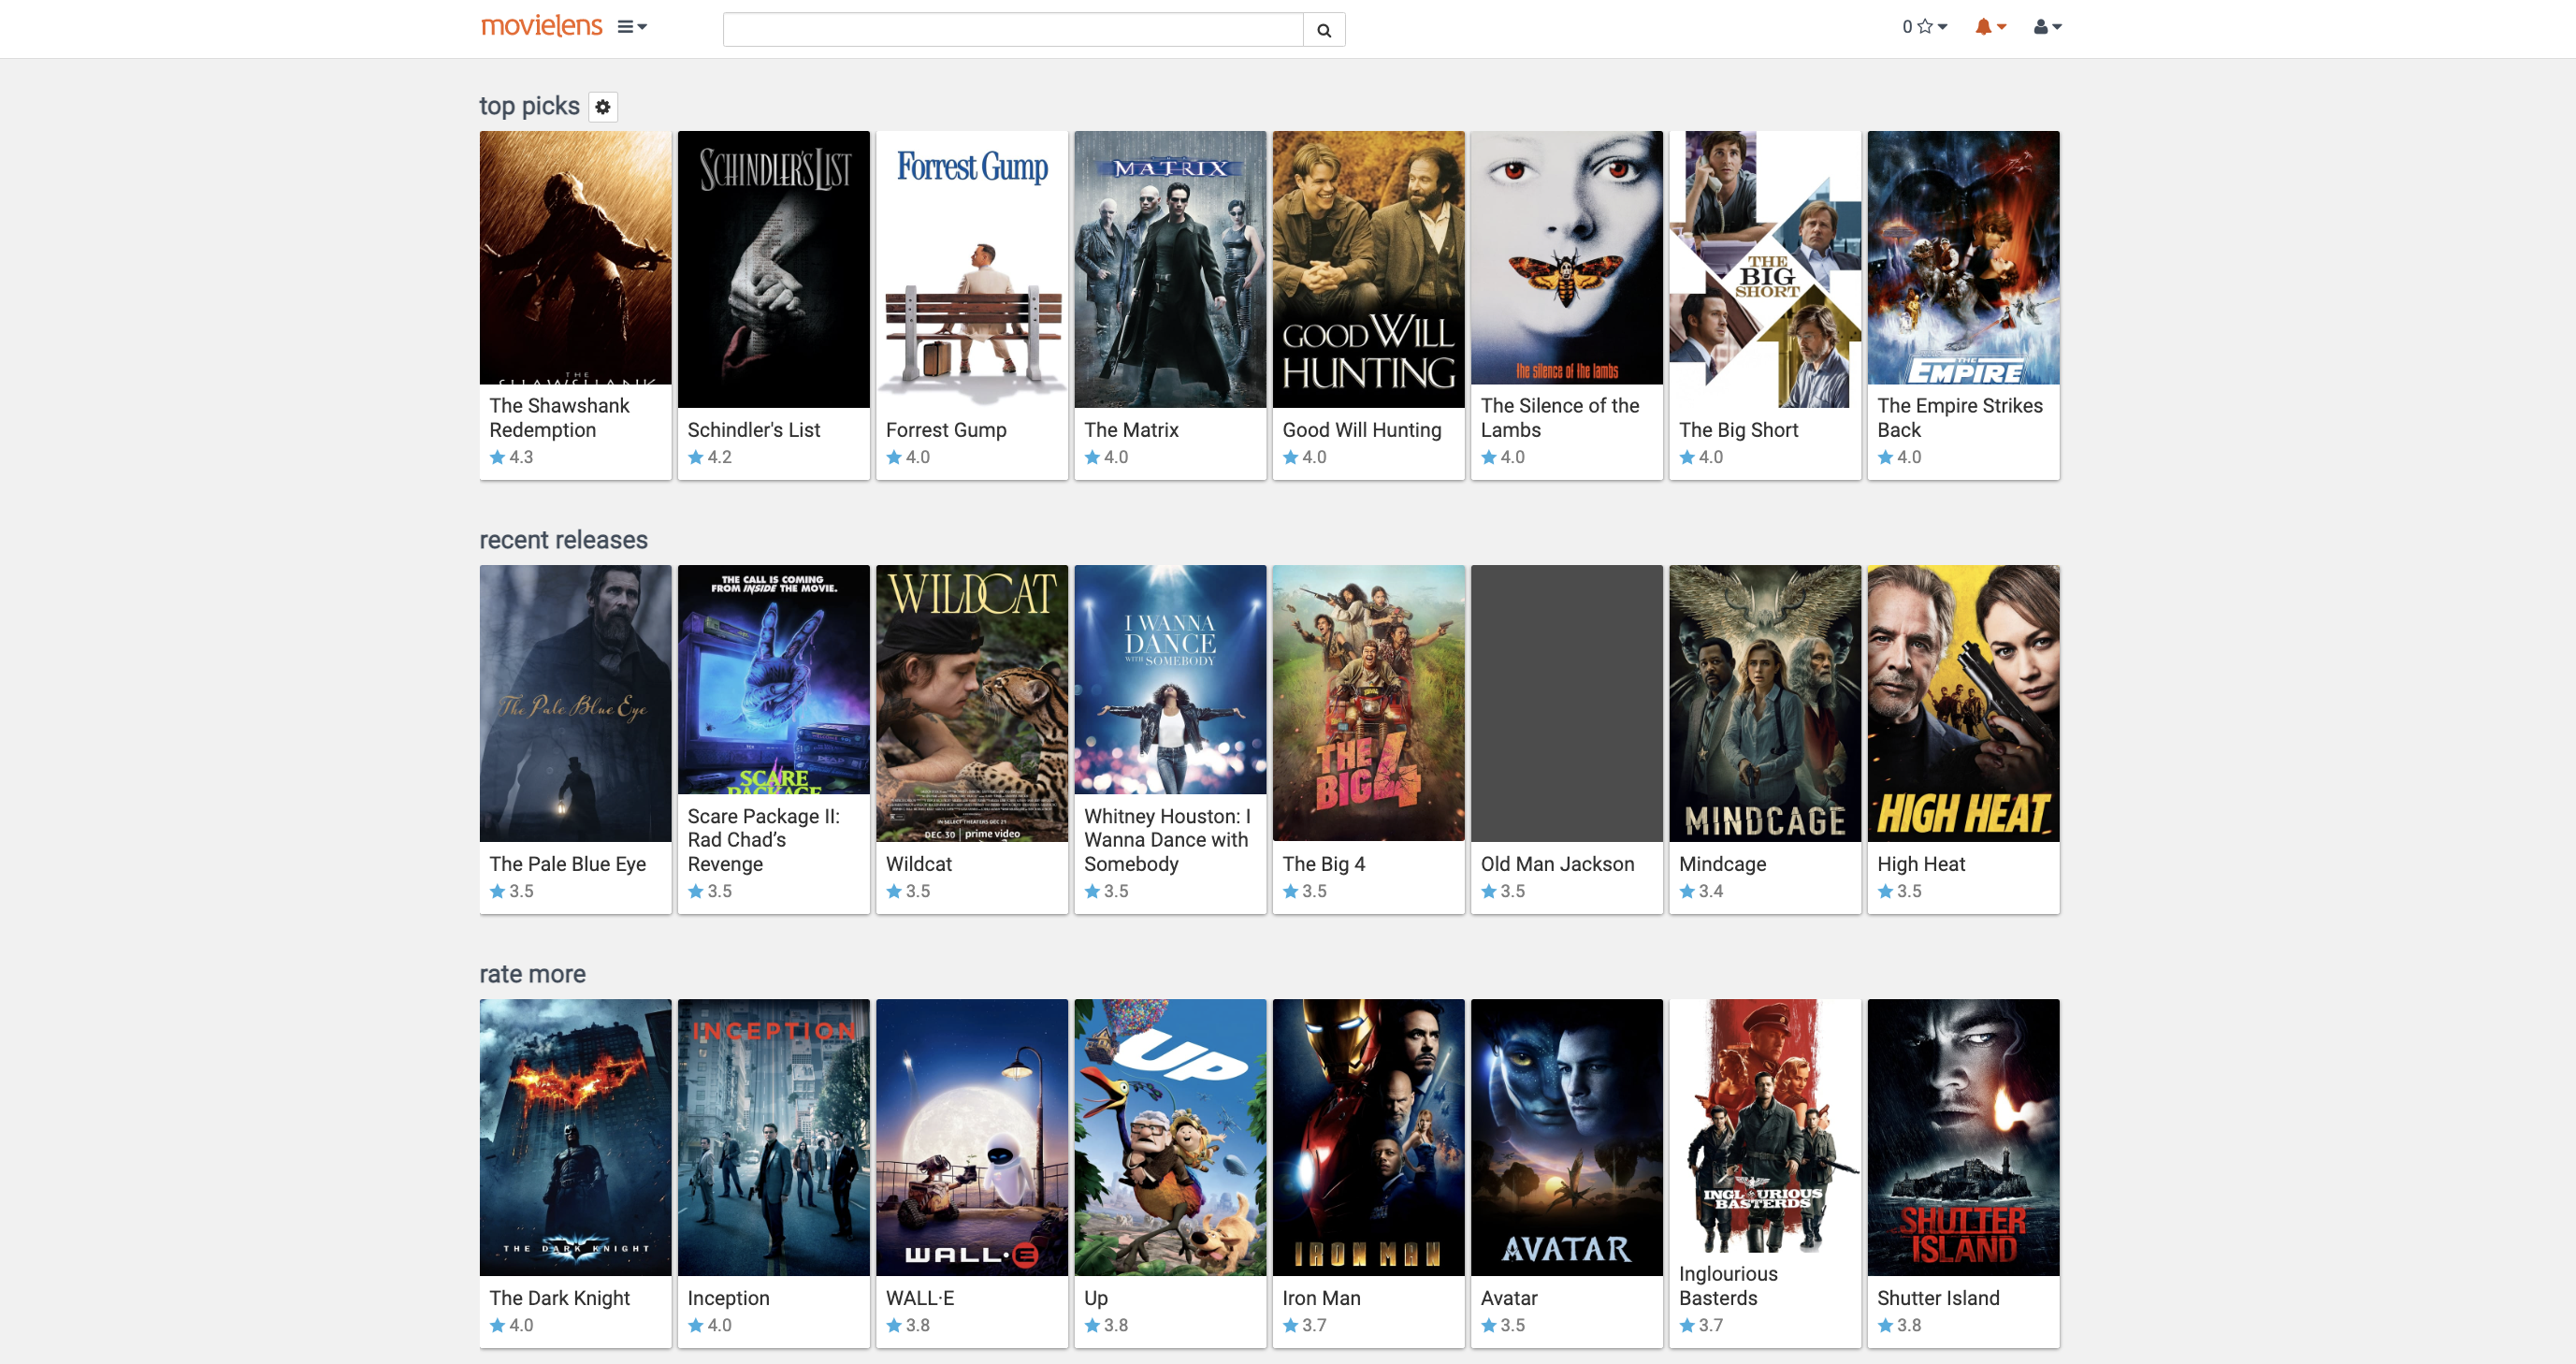 movielens
0
top picks
SCHINDLER'S LIST
Forrest Gump
MATRIX
THE
BIG
SHORT
GOOD WILL
HUNTING
the silence of the lambs
THE
SHAWSHANK
THE
EMPIRE
The Shawshank
Redemption
4.3
Schindler's List
4.2
Forrest Gump
4.0
The Matrix
4.0
Good Will Hunting
4.0
The Silence of the
Lambs
4.0
The Big Short
4.0
The Empire Strikes
Back
4.0
recent releases
The Pale Blue Eye
THE CALL IS COMING
FROM INSIDE THE MOVIE.
SCARE
PACKAGE
WILDCAT
IN SELECT THEATERS DEC 21
DEC 30 | prime video
I WANNA
DANCE
WITH SOMEBODY
THE
BIG 4
MINDCAGE
HIGH HEAT
The Pale Blue Eye
3.5
Scare Package II:
Rad Chad’s
Revenge
3.5
Wildcat
3.5
Whitney Houston: I
Wanna Dance with
Somebody
3.5
The Big 4
3.5
Old Man Jackson
3.5
Mindcage
3.4
High Heat
3.5
rate more
THE DARK KNIGHT
INCEPTION
WALL·E
UP
IRON MAN
AVATAR
INGLOURIOUS
BASTERDS
SHUTTER
ISLAND
The Dark Knight
4.0
Inception
4.0
WALL·E
3.8
Up
3.8
Iron Man
3.7
Avatar
3.5
Inglourious
Basterds
3.7
Shutter Island
3.8